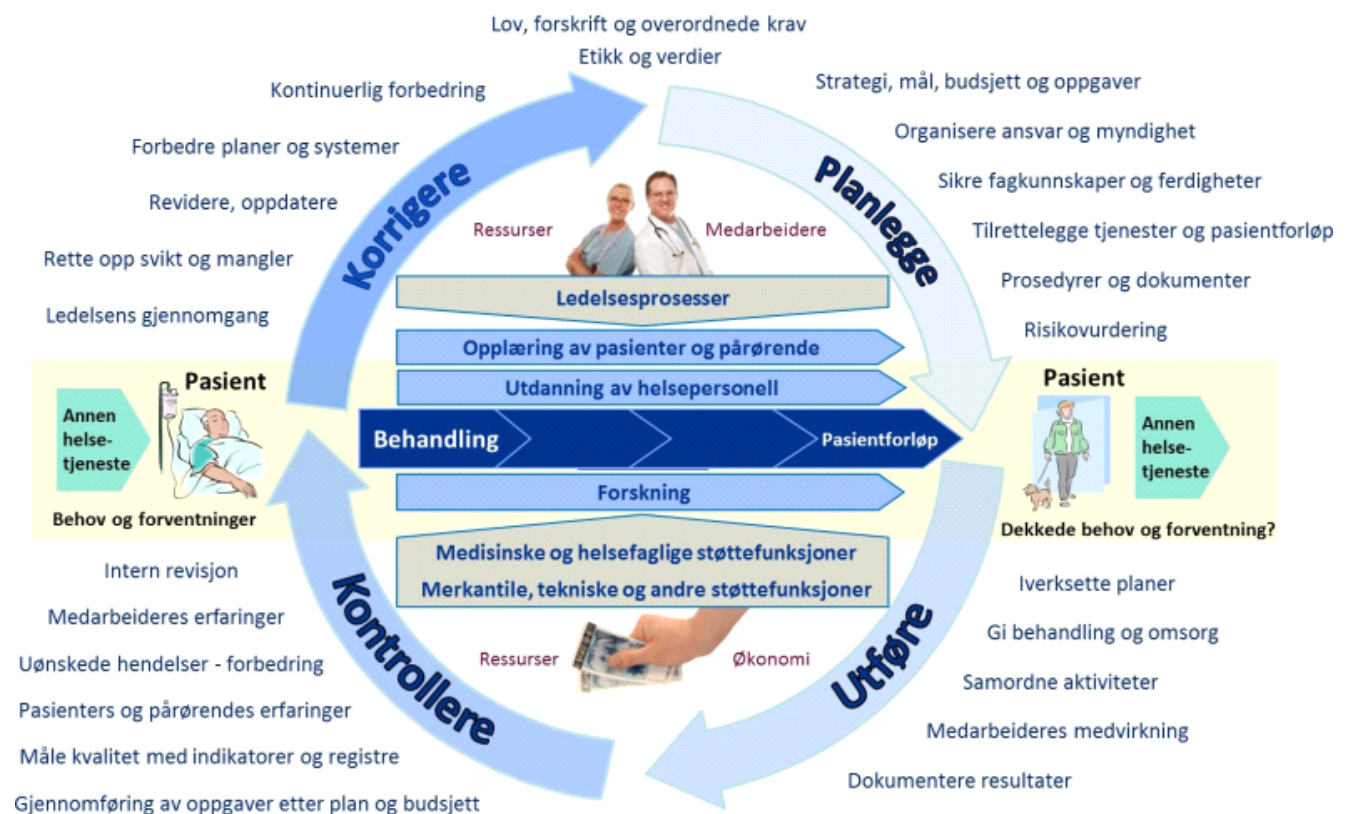 Lov, forskrift og overordnede krav
Etikk og verdier
Kontinuerlig forbedring
Forbedre planer og systemer
Revidere, oppdatere
Rette opp svikt og mangler
Ledelsens gjennomgang
Korrigere
Strategi, mål, budsjett og oppgaver
Organisere ansvar og myndighet
Sikre fagkunnskaper og ferdigheter
Tilrettelegge tjenester og pasientforløp
Prosedyrer og dokumenter
Risikovurdering
Planlegge
Ressurser
Medarbeidere
Ledelsesprosesser
Opplæring av pasienter og pårørende
Utdanning av helsepersonell
Pasient
Annen
helse-
tjeneste
Behov og forventninger
Behandling
Pasientforløp
Pasient
Annen
helse-
tjeneste
Dekkede behov og forventning?
Forskning
Medisinske og helsefaglige støttefunksjoner
Merkantile, tekniske og andre støttefunksjoner
Ressurser
Økonomi
Kontrollere
Intern revisjon
Medarbeideres erfaringer
Uønskede hendelser - forbedring
Pasienters og pårørendes erfaringer
Måle kvalitet med indikatorer og registre
Gjennomføring av oppgaver etter plan og budsjett
Utføre
Iverksette planer
Gi behandling og omsorg
Samordne aktiviteter
Medarbeideres medvirkning
Dokumentere resultater